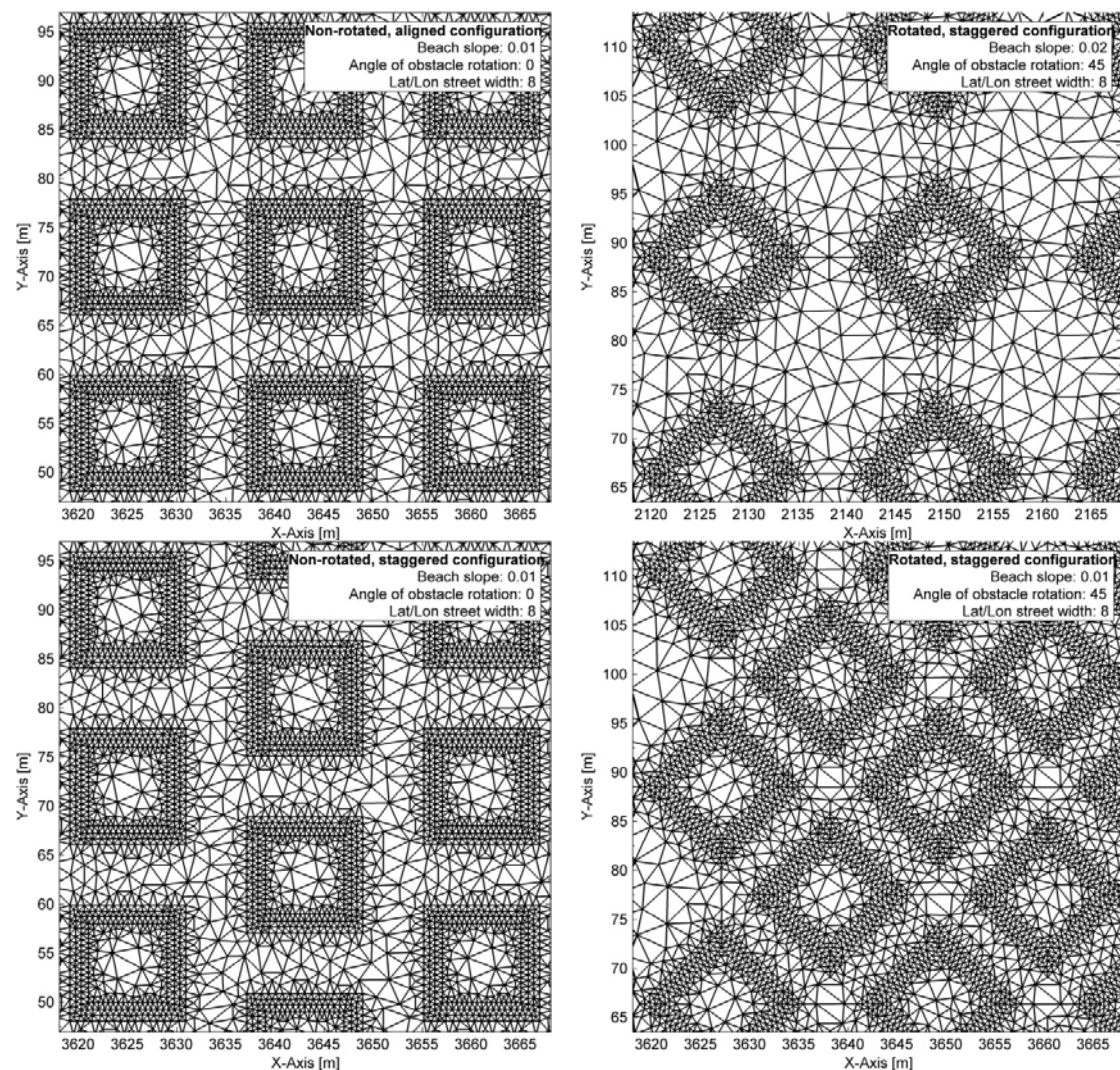 Non-rotated, aligned configuration
Beach slope: 0.01
Angle of obstacle rotation: 0
Lat/Lon street width: 8
95
90
85
80
75
70
65
60
55
50
Y-Axis [m]
3620 3625 3630 3635 3640 3645 3650 3655 3660 3665
X-Axis [m]
Rotated, staggered configuration
Beach slope: 0.02
Angle of obstacle rotation: 45
Lat/Lon street width: 8
110
105
100
95
90
85
80
75
70
65
Y-Axis [m]
2120 2125 2130 2135 2140 2145 2150 2155 2160 2165
X-Axis [m]
Non-rotated, staggered configuration
Beach slope: 0.01
Angle of obstacle rotation: 0
Lat/Lon street width: 8
95
90
85
80
75
70
65
60
55
50
Y-Axis [m]
3620 3625 3630 3635 3640 3645 3650 3655 3660 3665
X-Axis [m]
Rotated, staggered configuration
Beach slope: 0.01
Angle of obstacle rotation: 45
Lat/Lon street width: 8
110
105
100
95
90
85
80
75
70
65
Y-Axis [m]
3620 3625 3630 3635 3640 3645 3650 3655 3660 3665
X-Axis [m]